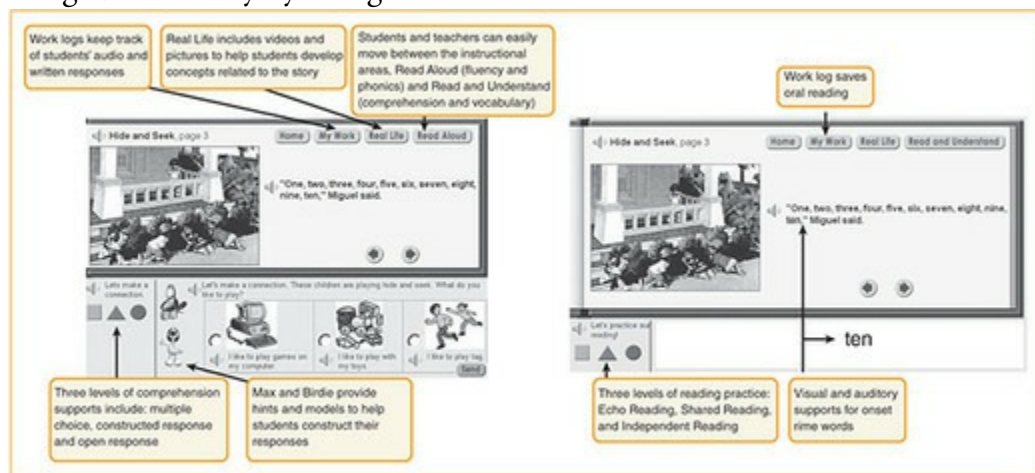 Work logs keep track
of students' audio and
written responses
Real Life includes videos and
pictures to help students develop
concepts related to the story
Students and teachers can easily
move between the instructional
areas, Read Aloud (fluency and
phonics) and Read and Understand
(comprehension and vocabulary)
Hide and Seek, page 3
Home
My Work
Real Life
Read Aloud
"One, two, three, four, five, six, seven, eight,
nine, ten," Miguel said.
Lets make a
connection.
Let's make a connection. These children are playing hide and seek. What do you
like to play?
I like to play games on
my computer.
I like to play with
my toys.
I like to play tag.
Send
Three levels of comprehension
supports include: multiple
choice, constructed response
and open response
Max and Birdie provide
hints and models to help
students construct their
responses
Work log saves
oral reading
Hide and Seek, page 3
Home
My Work
Real Life
Read and Understand
"One, two, three, four, five, six, seven, eight, nine,
ten," Miguel said.
Let's practice our
reading!
ten
Three levels of reading practice:
Echo Reading, Shared Reading,
and Independent Reading
Visual and auditory
supports for onset
rime words